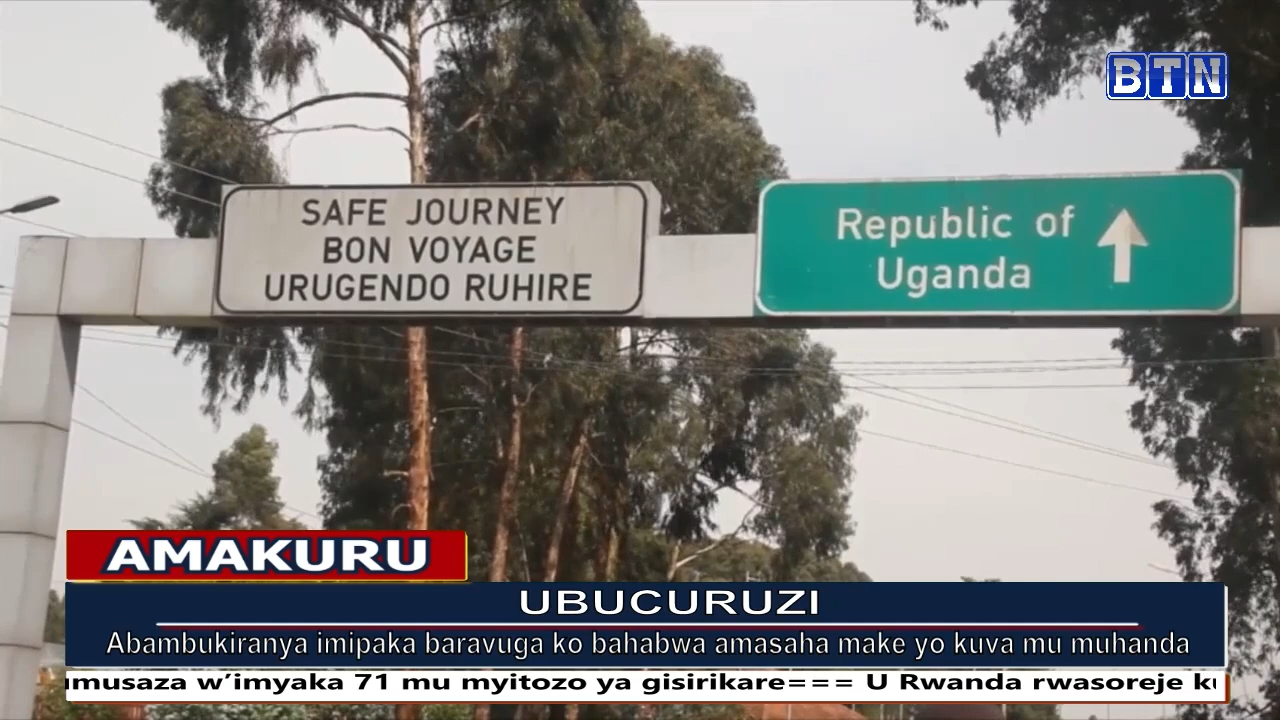 BTN
SAFE JOURNEY
BON VOYAGE
URUGENDO RUHIRE
Republic of
Uganda
AMAKURU
UBUCURUZI
Abambukiranya imipaka baravuga ko bahabwa amasaha make yo kuva mu muhanda
umusaza w'imyaka 71 mu myitozo ya gisirikare=== U Rwanda rwasoreje